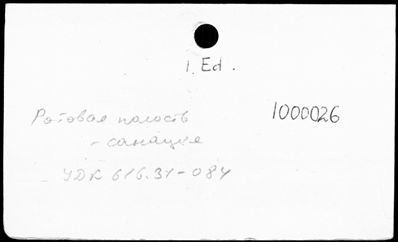 1. Ed.
Ротовая полость 1000026
- санация
УДК 616.31-084